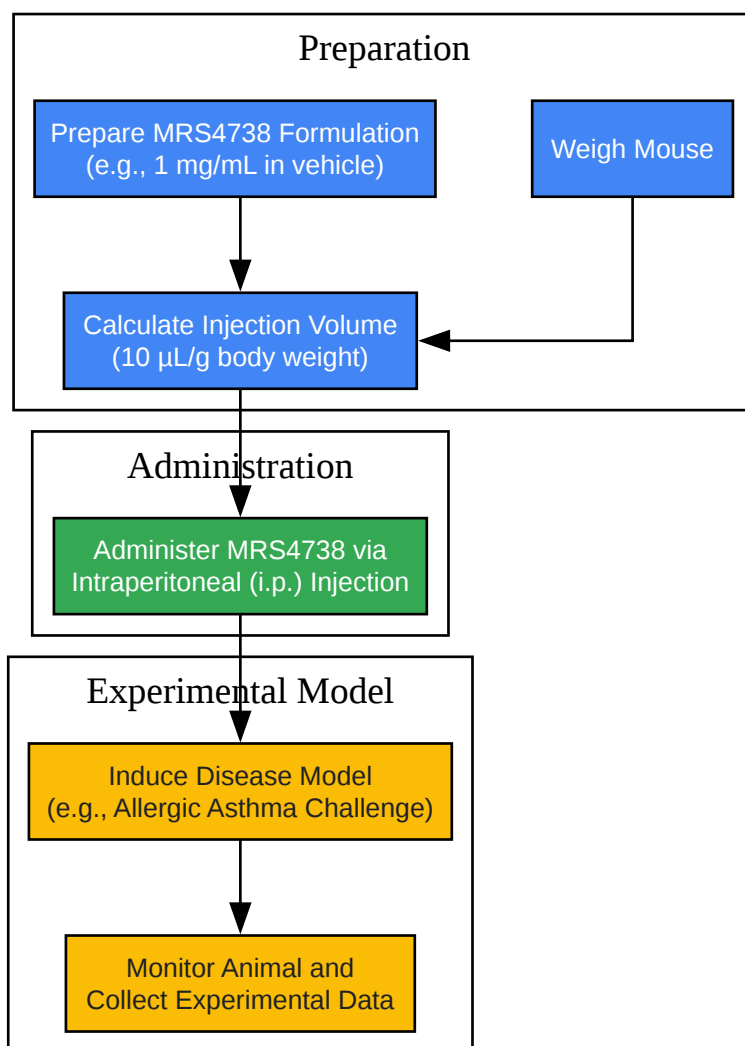 Preparation
Prepare MRS4738 Formulation
(e.g., 1 mg/mL in vehicle)
Weigh Mouse
Calculate Injection Volume
(10 µL/g body weight)
Administration
Administer MRS4738 via
Intraperitoneal (i.p.) Injection
Experimental Model
Induce Disease Model
(e.g., Allergic Asthma Challenge)
Monitor Animal and
Collect Experimental Data